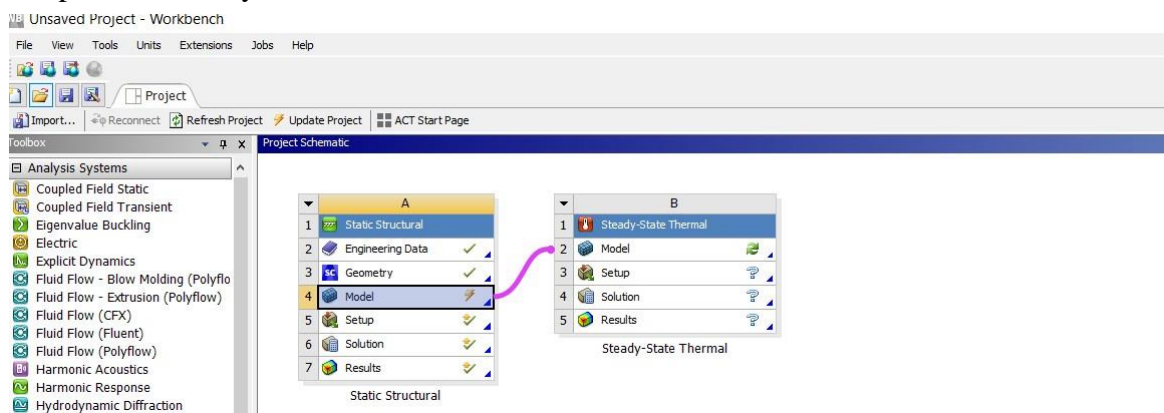 Unsaved Project - Workbench
File View Tools Units Extensions Jobs Help
Project
Import... Reconnect Refresh Project Update Project ACT Start Page
Toolbox
Project Schematic
Analysis Systems
Coupled Field Static
Coupled Field Transient
Eigenvalue Buckling
Electric
Explicit Dynamics
Fluid Flow - Blow Molding (Polyflo
Fluid Flow - Extrusion (Polyflow)
Fluid Flow (CFX)
Fluid Flow (Fluent)
Fluid Flow (Polyflow)
Harmonic Acoustics
Harmonic Response
Hydrodynamic Diffraction
A
1 Static Structural
2 Engineering Data
3 SC Geometry
4 Model
5 Setup
6 Solution
7 Results
Static Structural
B
1 Steady-State Thermal
2 Model
3 Setup ?
4 Solution ?
5 Results ?
Steady-State Thermal